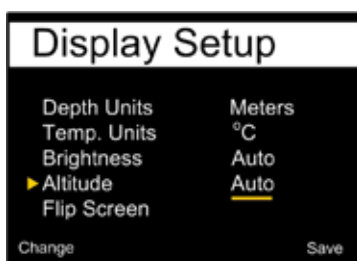 Display Setup
Depth Units Meters
Temp. Units °C
Brightness Auto
Altitude Auto
Flip Screen
Change Save